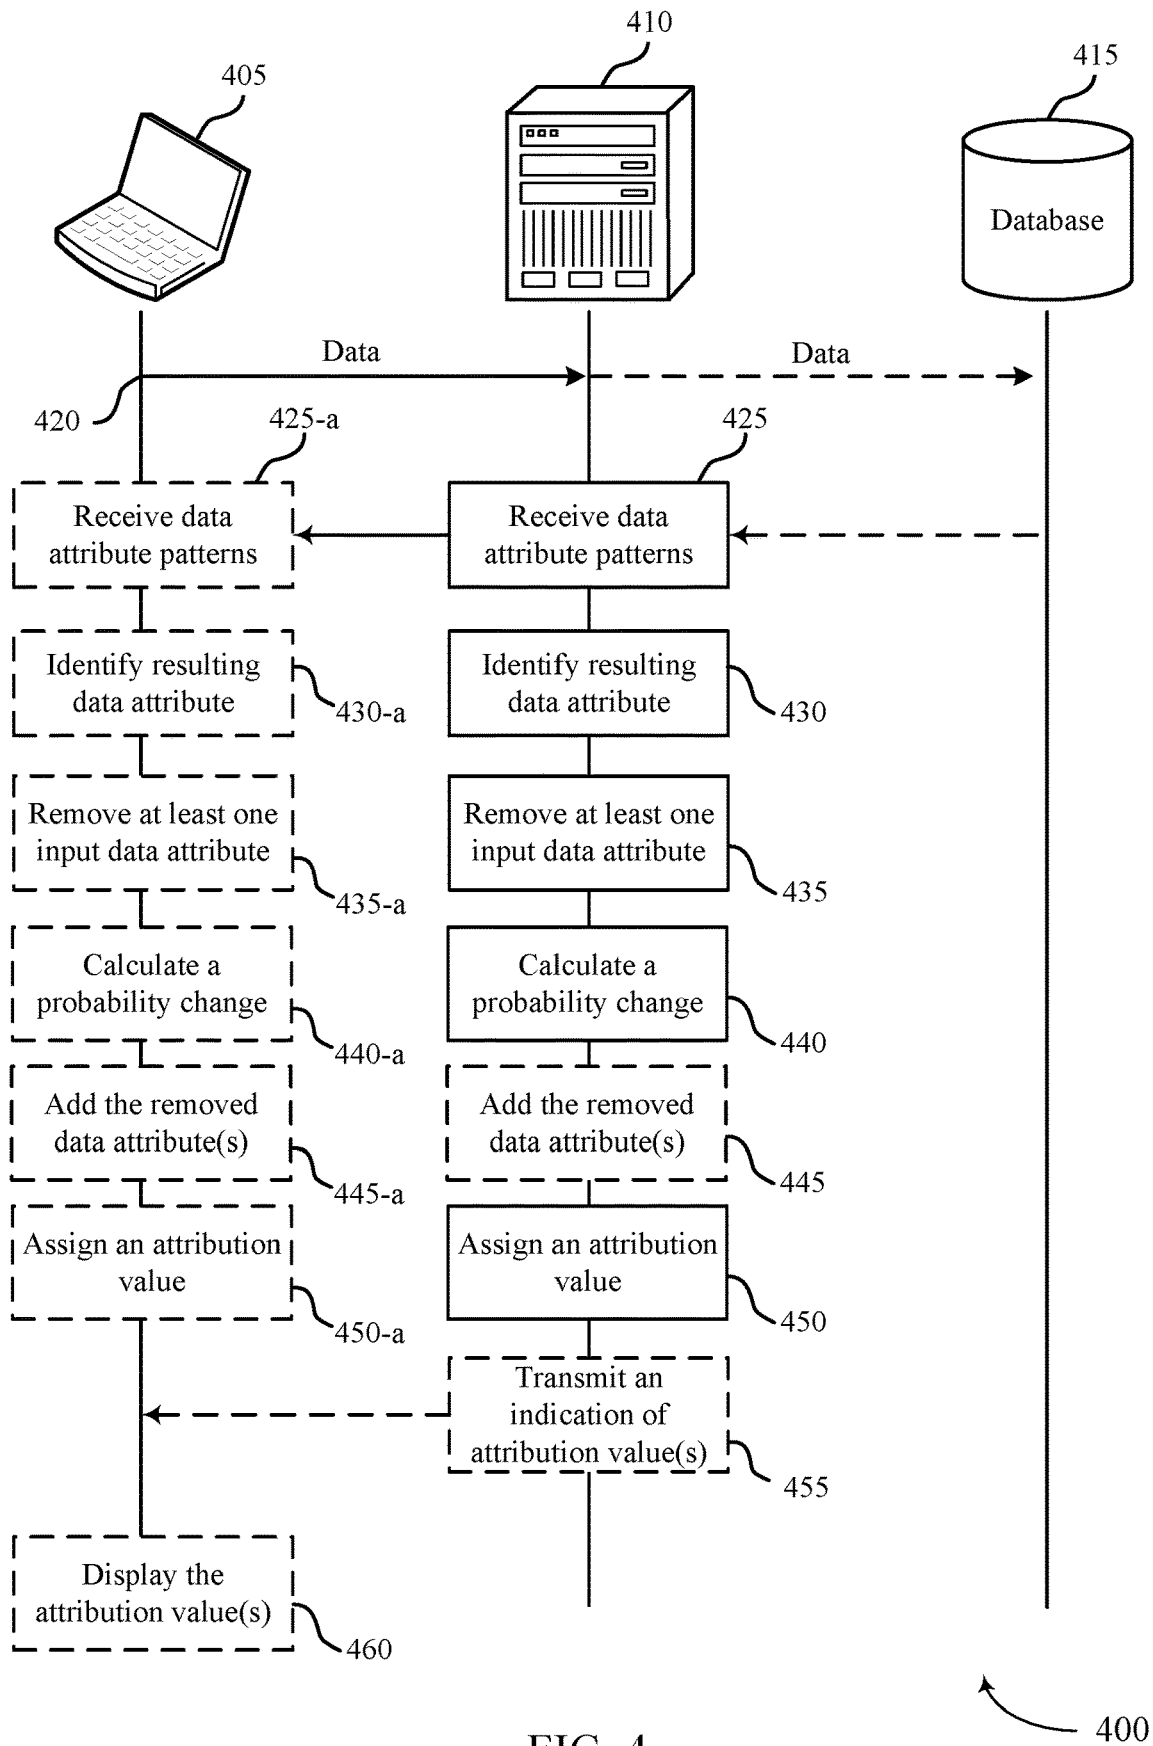 410
405
415
Database
Data
Data
420
425-a
425
Receive data
attribute patterns
Receive data
attribute patterns
Identify resulting
data attribute
430-a
Identify resulting
data attribute
430
Remove at least one
input data attribute
435-a
Remove at least one
input data attribute
435
Calculate a
probability change
440-a
Calculate a
probability change
440
Add the removed
data attribute(s)
445-a
Add the removed
data attribute(s)
445
Assign an attribution
value
450-a
Assign an attribution
value
450
Transmit an
indication of
attribution value(s)
455
Display the
attribution value(s)
460
400
FIG. 4